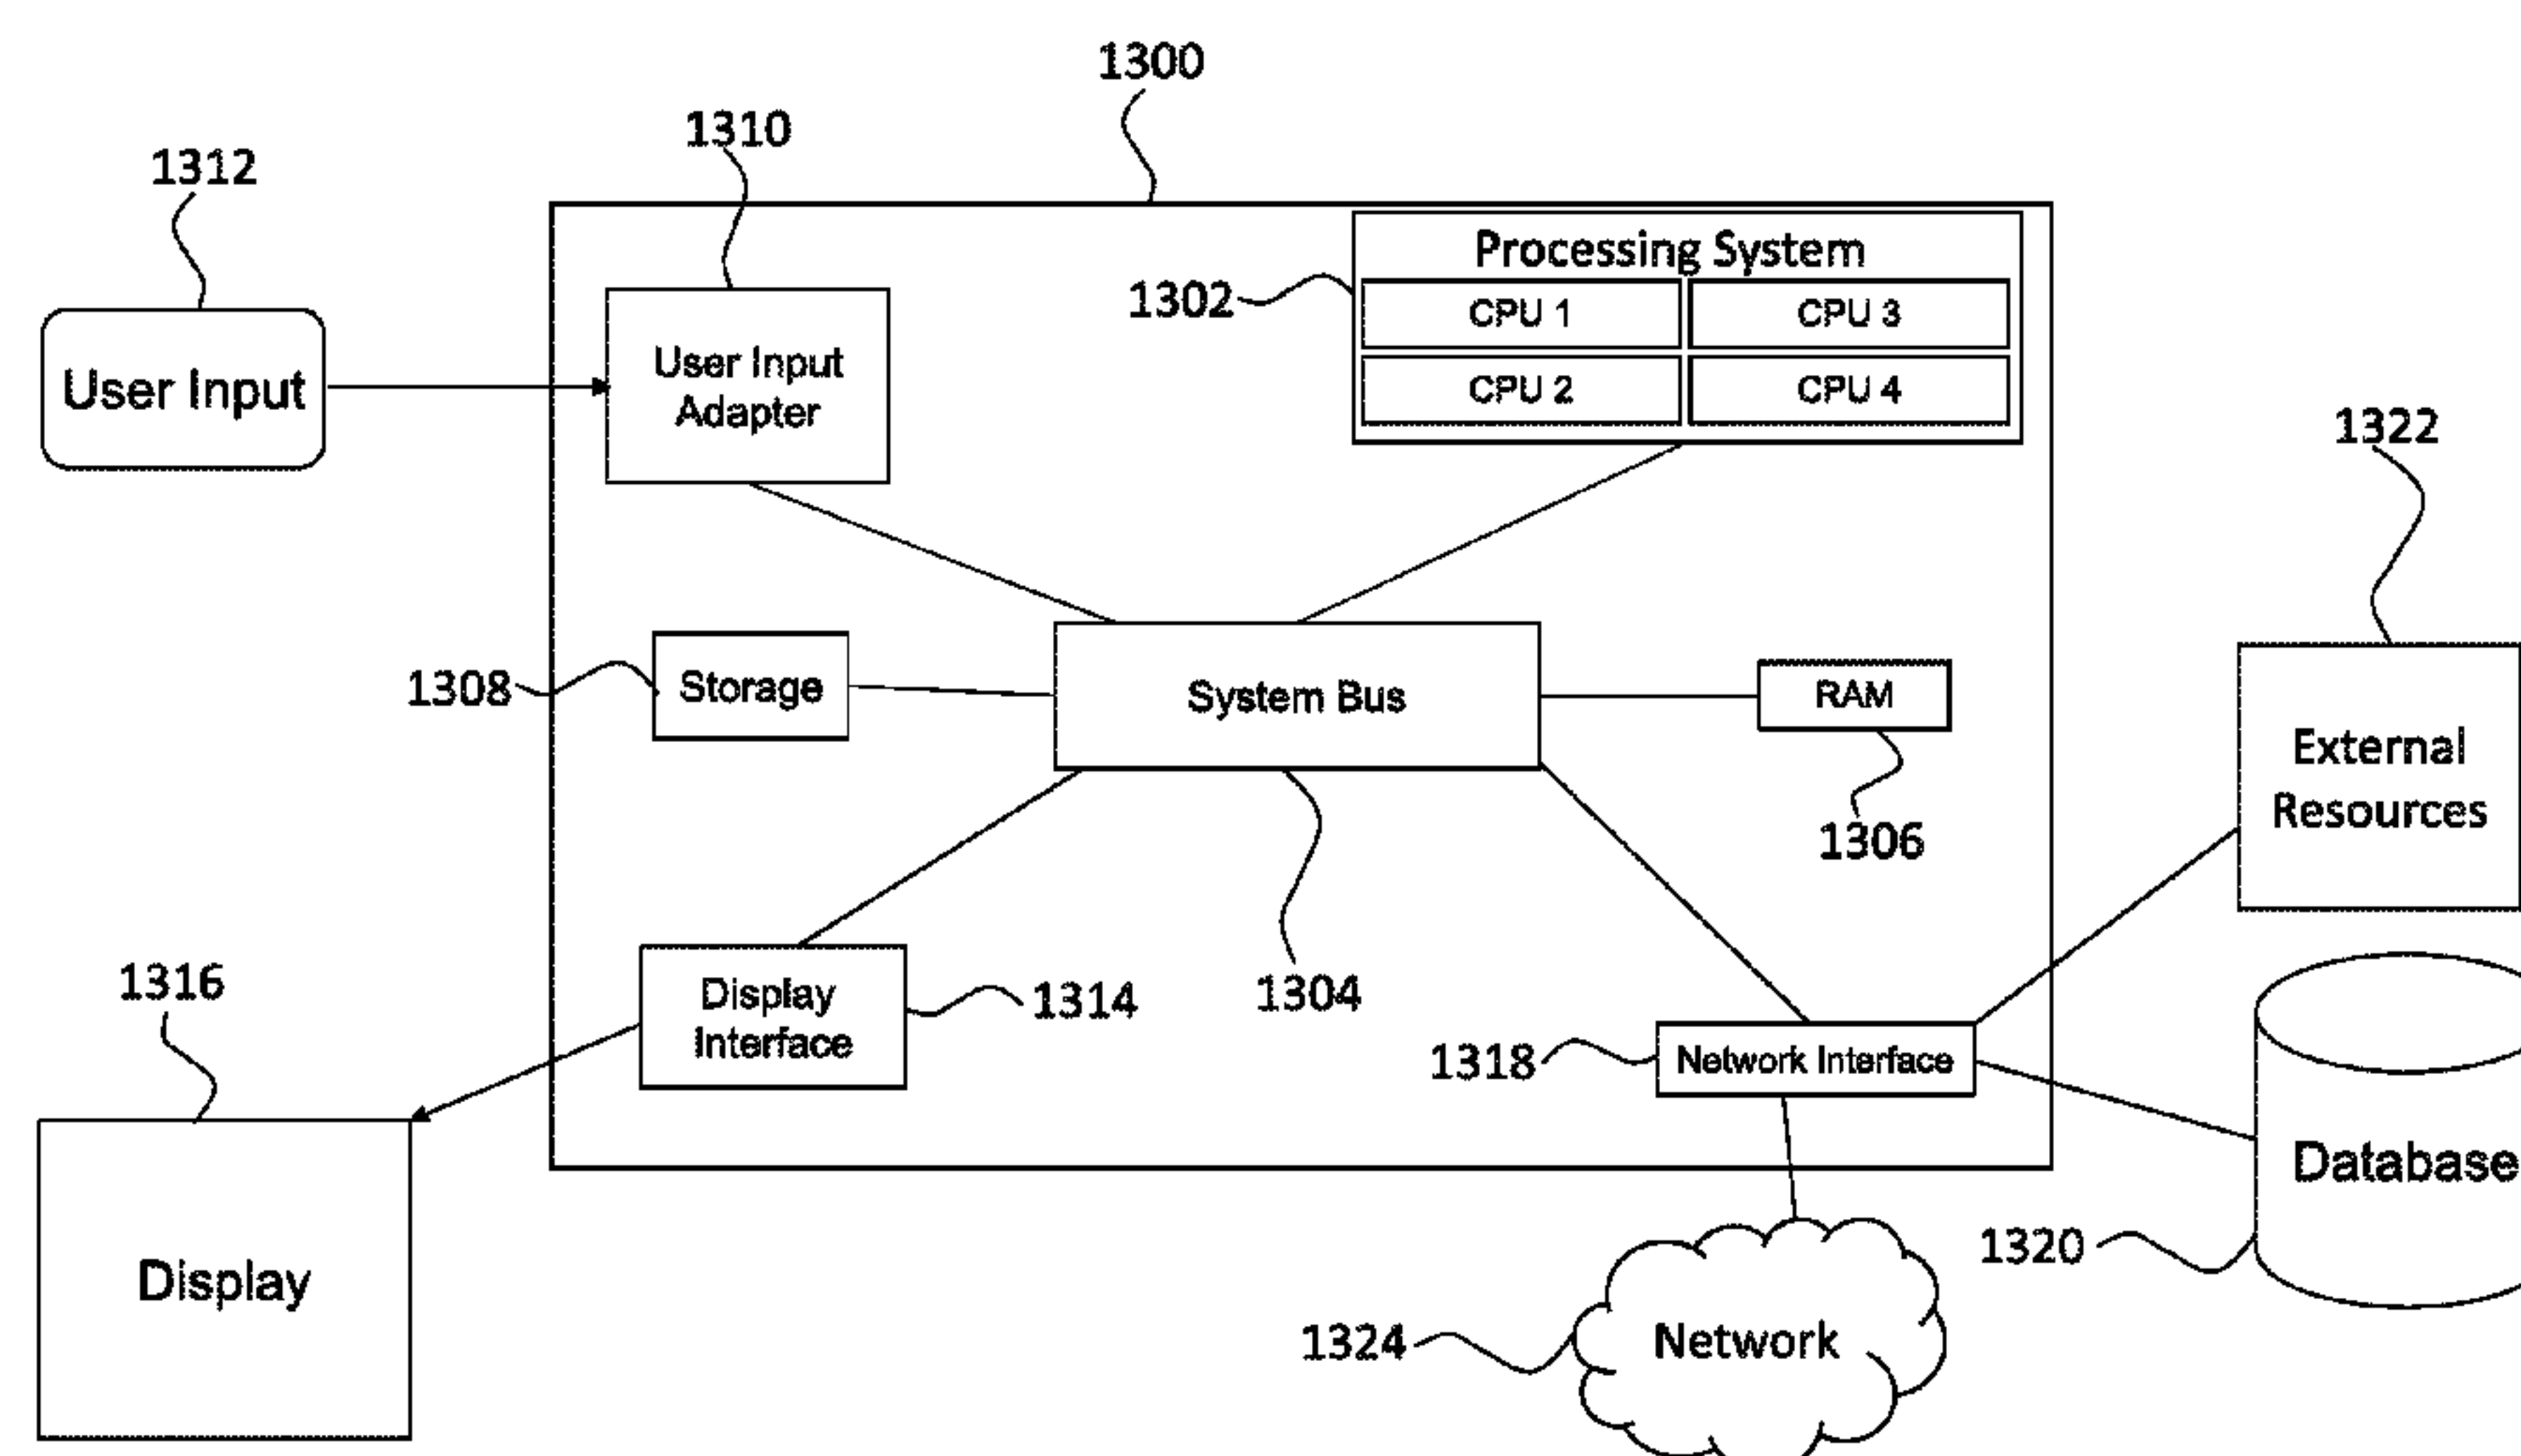 1300
1310
1312
Processing System
1302
CPU 1
CPU 3
CPU 2
CPU 4
User Input
User Input
Adapter
1322
1308
Storage
System Bus
RAM
External
Resources
1306
1316
Display
Interface
1314
1304
1318
Network Interface
Database
1320
Display
1324
Network